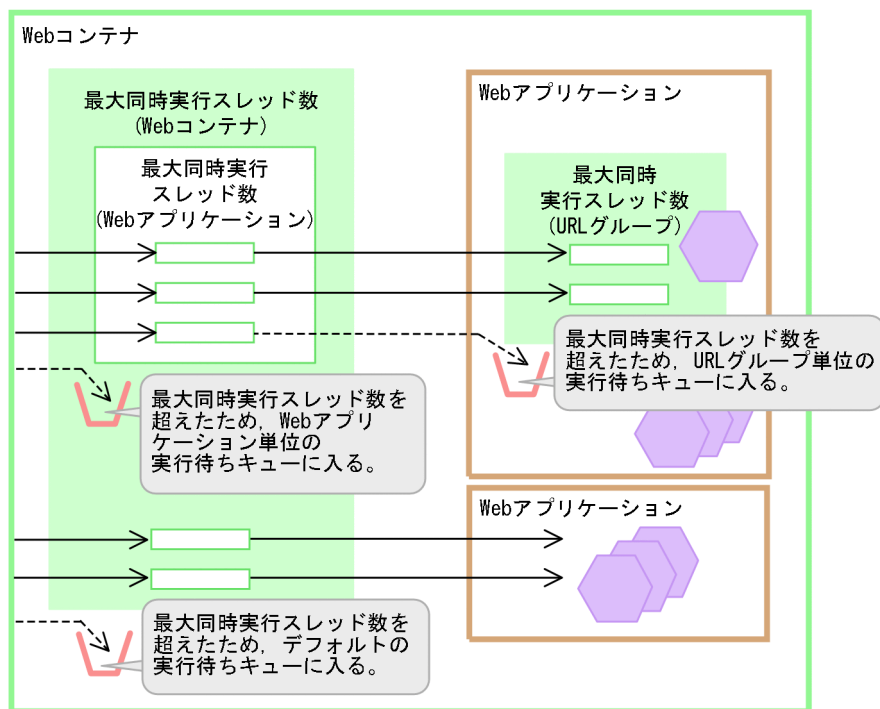 Webコンテナ
最大同時実行スレッド数
(Webコンテナ)
最大同時実行
スレッド数
(Webアプリケーション)
Webアプリケーション
最大同時
実行スレッド数
(URLグループ)
最大同時実行スレッド数を
超えたため,URLグループ単位の
実行待ちキューに入る。
最大同時実行スレッド数を
超えたため,Webアプリ
ケーション単位の
実行待ちキューに入る。
Webアプリケーション
最大同時実行スレッド数を
超えたため,デフォルトの
実行待ちキューに入る。